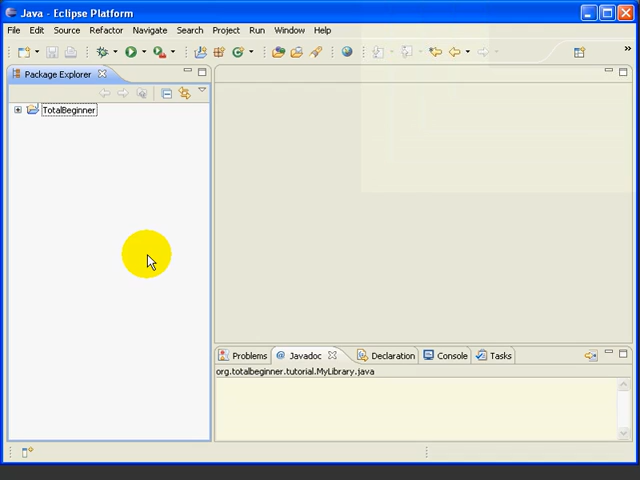 Java - Eclipse Platform
File Edit Source Refactor Navigate Search Project Run Window Help
Package Explorer
TotalBeginner
Problems Javadoc Declaration Console Tasks
org.totalbeginner.tutorial.MyLibrary.java